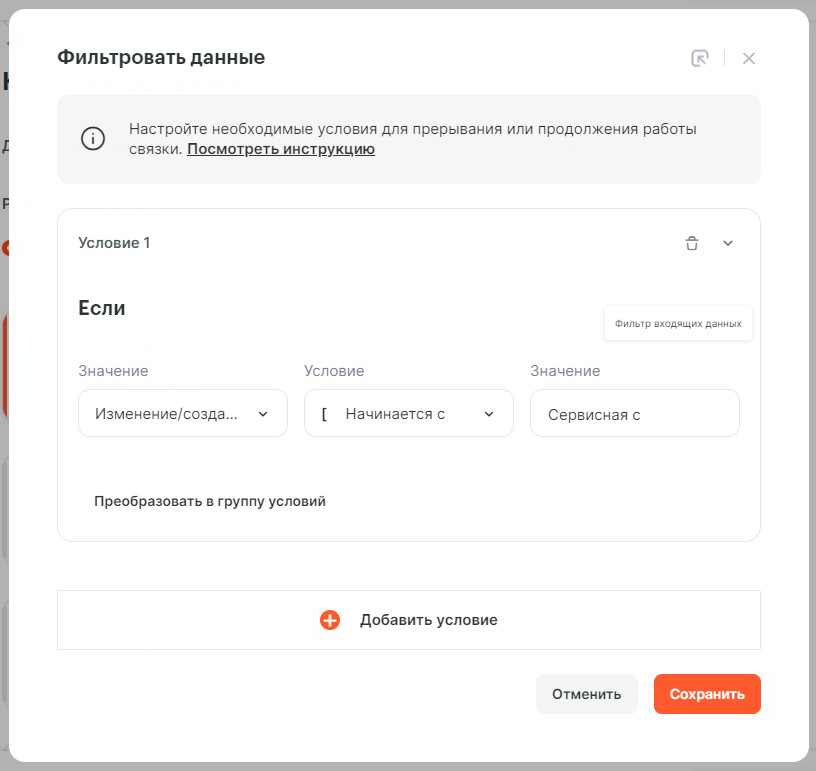 Фильтровать данные
Настройте необходимые условия для прерывания или продолжения работы
связки. Посмотреть инструкцию
Условие 1
Если
Фильтр входящих данных
Значение
Условие
Значение
Изменение/созда...
[ Начинается с
Сервисная с
Преобразовать в группу условий
Добавить условие
Отменить
Сохранить